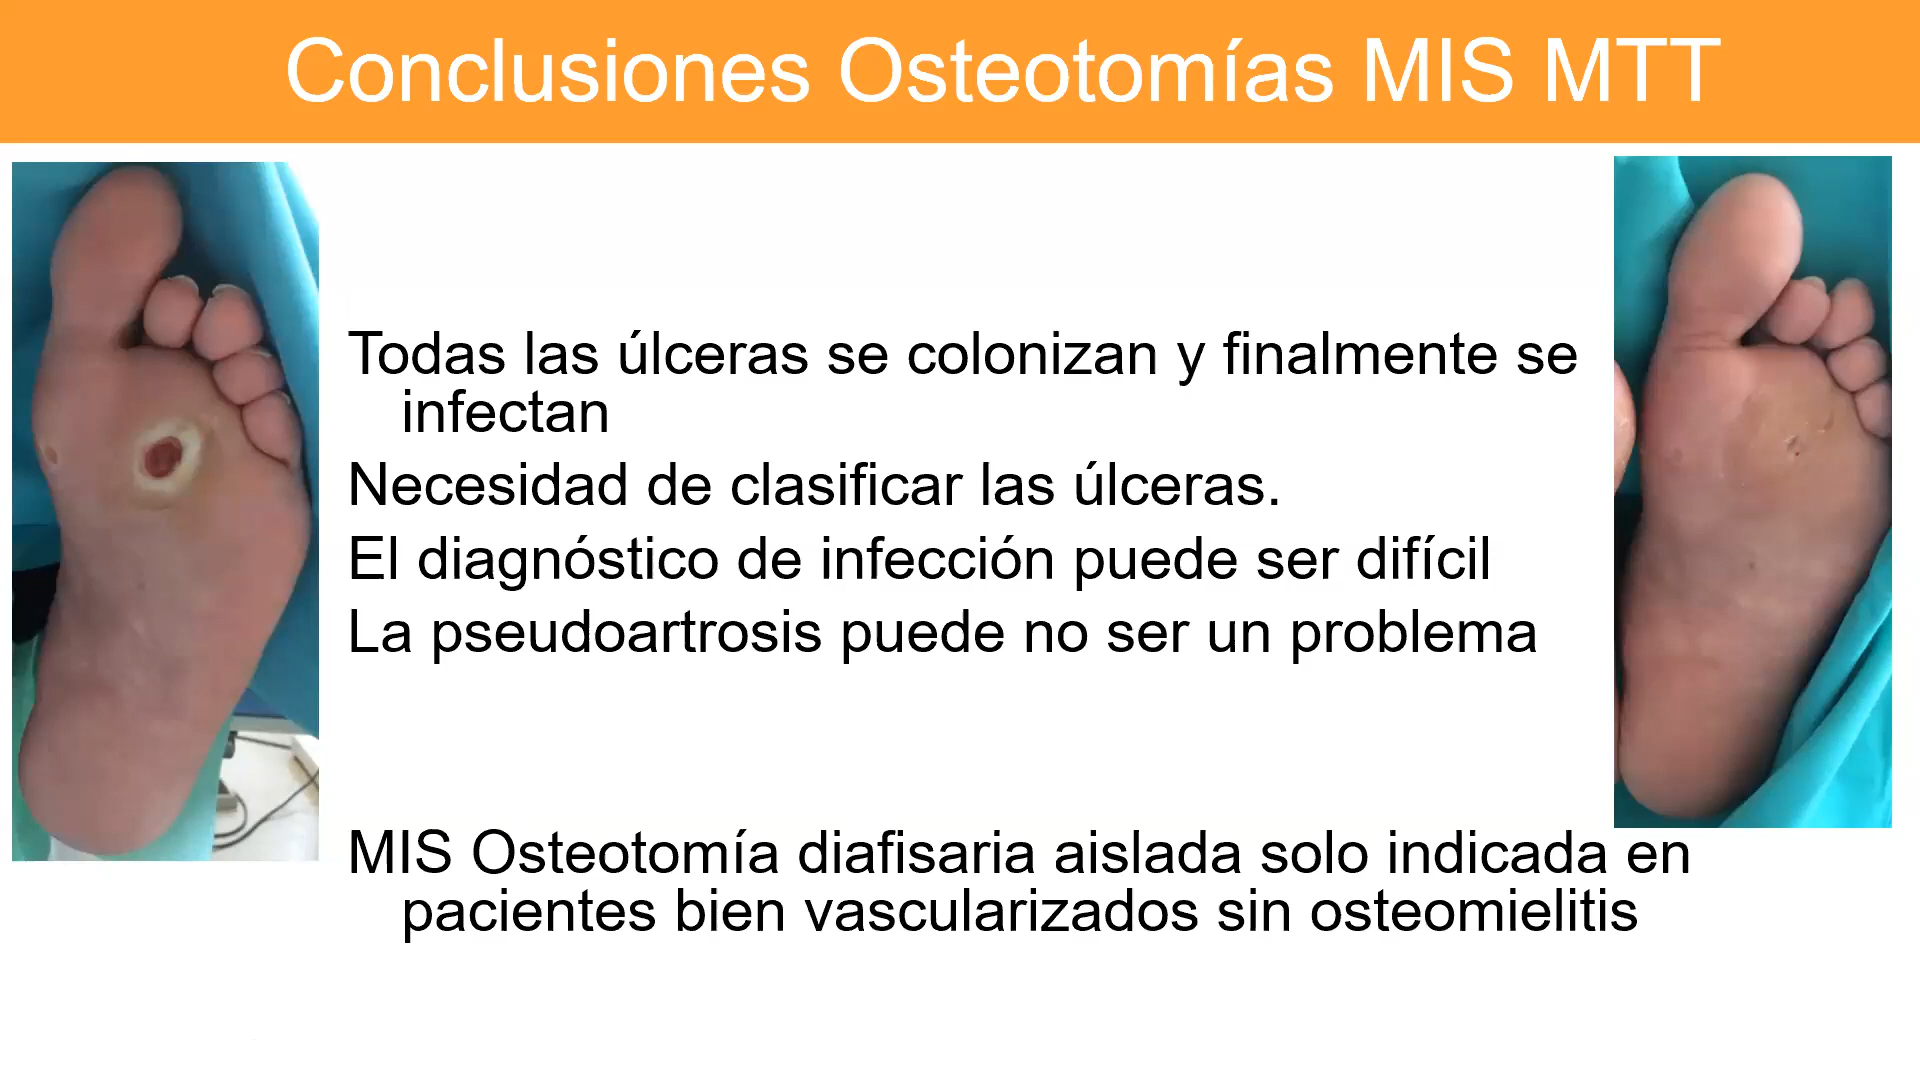 Conclusiones Osteotomías MIS MTT
Todas las úlceras se colonizan y finalmente se
infectan
Necesidad de clasificar las úlceras.
El diagnóstico de infección puede ser difícil
La pseudoartrosis puede no ser un problema
MIS Osteotomía diafisaria aislada solo indicada en
pacientes bien vascularizados sin osteomielitis